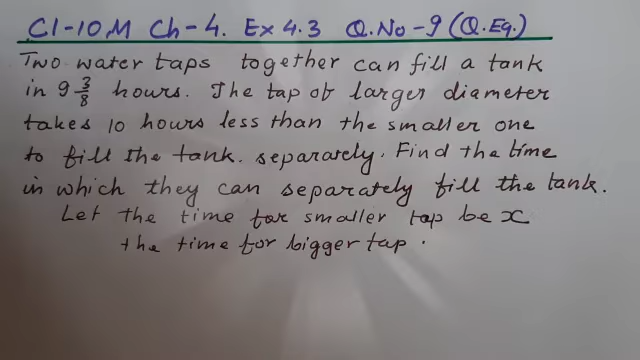 Cl-10 M Ch-4. Ex 4.3 Q.No-9 (Q.Eq.)
Two water taps together can fill a tank
in 9 3/8 hours. The tap of larger diameter
takes 10 hours less than the smaller one
to fill the tank. separately. Find the time
in which they can separately fill the tank.
Let the time for smaller tap be x
the time for bigger tap.